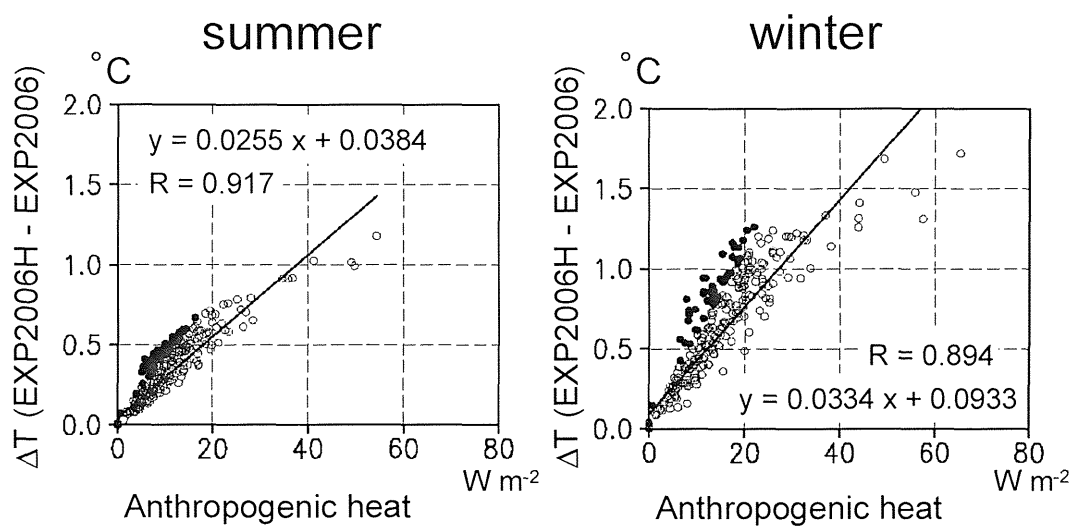 summer
°C
ΔT (EXP2006H - EXP2006)
2.0
1.5
1.0
0.5
0.0
y = 0.0255 x + 0.0384
R = 0.917
0 20 40 60 80
W m-2
Anthropogenic heat
winter
°C
ΔT (EXP2006H - EXP2006)
2.0
1.5
1.0
0.5
0.0
R = 0.894
y = 0.0334 x + 0.0933
0 20 40 60 80
W m-2
Anthropogenic heat